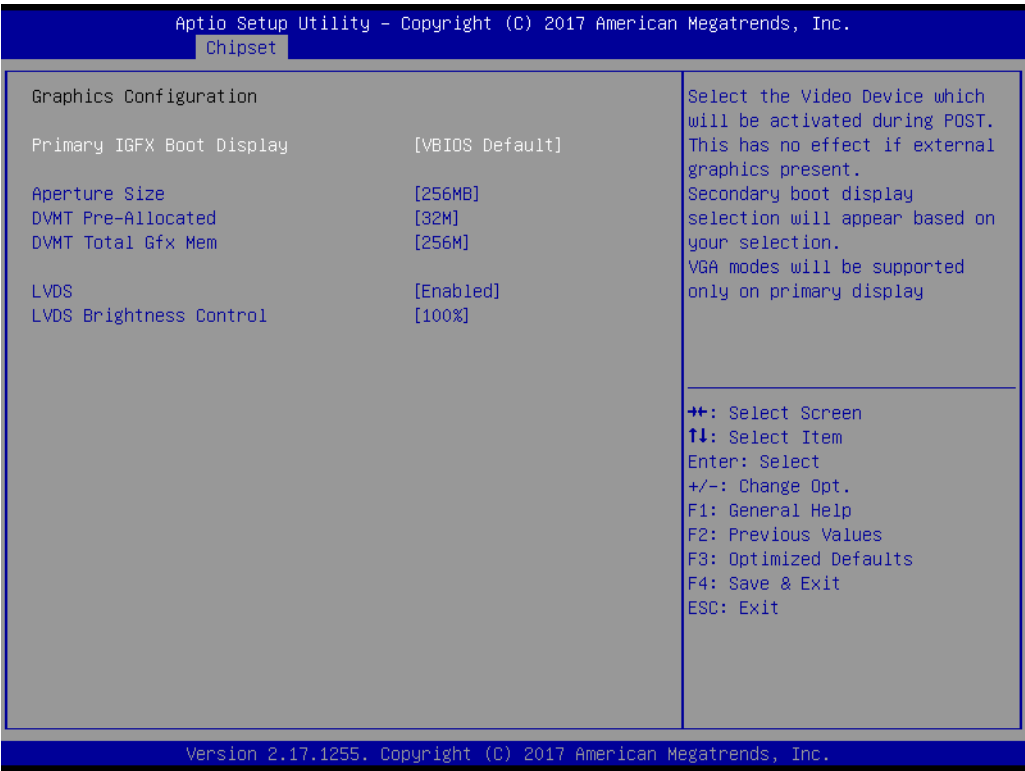 Aptio Setup Utility – Copyright (C) 2017 American Megatrends, Inc.
Chipset
Graphics Configuration
Primary IGFX Boot Display [VBIOS Default]
Aperture Size [256MB]
DVMT Pre-Allocated [32M]
DVMT Total Gfx Mem [256M]
LVDS [Enabled]
LVDS Brightness Control [100%]
Select the Video Device which
will be activated during POST.
This has no effect if external
graphics present.
Secondary boot display
selection will appear based on
your selection.
VGA modes will be supported
only on primary display
→←: Select Screen
↑↓: Select Item
Enter: Select
+/-: Change Opt.
F1: General Help
F2: Previous Values
F3: Optimized Defaults
F4: Save & Exit
ESC: Exit
Version 2.17.1255. Copyright (C) 2017 American Megatrends, Inc.